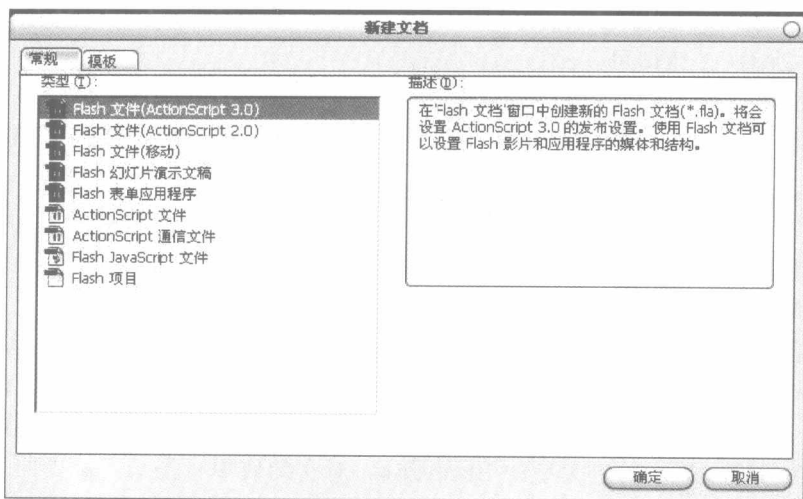 新建文档
常规
模板
类型(T):
描述(D):
Flash 文件(ActionScript 3.0)
Flash 文件(ActionScript 2.0)
Flash 文件(移动)
Flash 幻灯片演示文稿
Flash 表单应用程序
ActionScript 文件
ActionScript 通信文件
Flash JavaScript 文件
Flash 项目
在"Flash 文档"窗口中创建新的 Flash 文档(*.fla)。将会
设置 ActionScript 3.0 的发布设置。使用 Flash 文档可
以设置 Flash 影片和应用程序的媒体和结构。
确定
取消